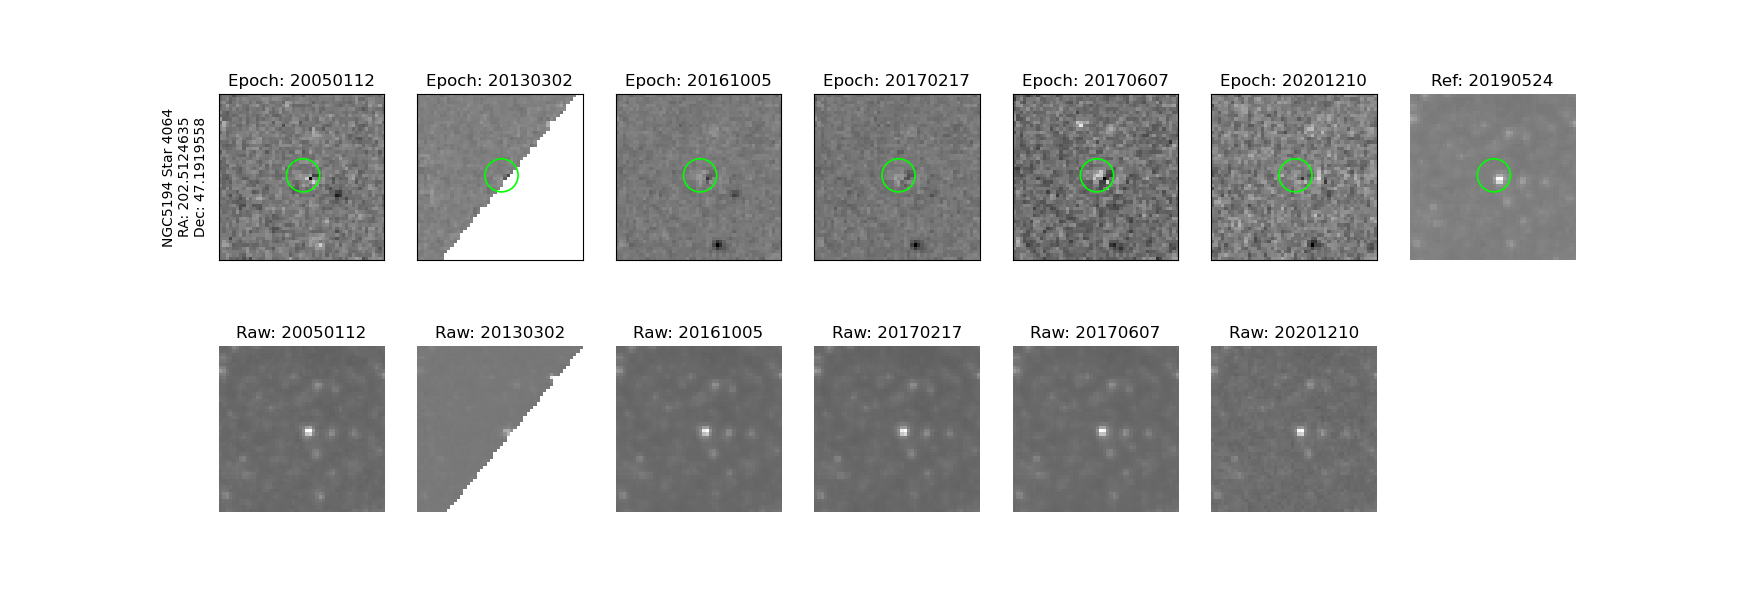 NGC5194 Star 4064
RA: 202.5124635
Dec: 47.1919558
Epoch: 20050112
Epoch: 20130302
Epoch: 20161005
Epoch: 20170217
Epoch: 20170607
Epoch: 20201210
Ref: 20190524
Raw: 20050112
Raw: 20130302
Raw: 20161005
Raw: 20170217
Raw: 20170607
Raw: 20201210